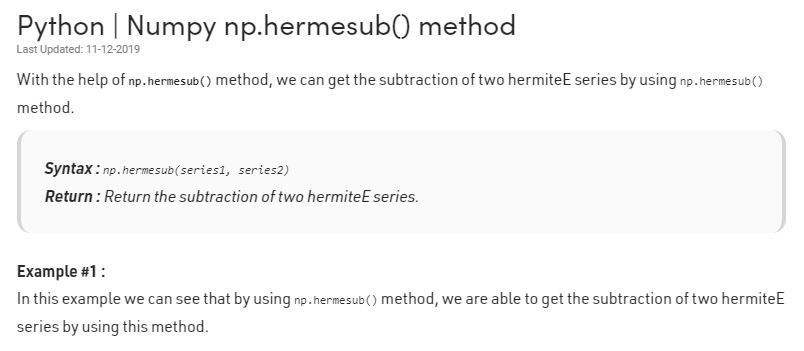 Python | Numpy np.hermesub() method
Last Updated: 11-12-2019
With the help of np.hermesub() method, we can get the subtraction of two hermiteE series by using np.hermesub()
method.
Syntax : np.hermesub(series1, series2)
Return : Return the subtraction of two hermiteE series.
Example #1 :
In this example we can see that by using np.hermesub() method, we are able to get the subtraction of two hermiteE
series by using this method.